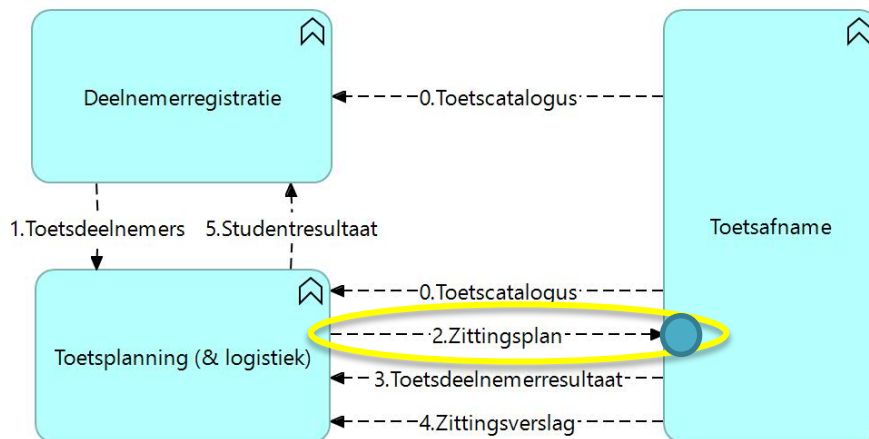 Deelnemerregistratie
0.Toetscatalogus
Toetsafname
1.Toetsdeelnemers
5.Studentresultaat
0.Toetscatalogus
Toetsplanning (& logistiek)
2.Zittingsplan
3.Toetsdeelnemerresultaat
4.Zittingsverslag